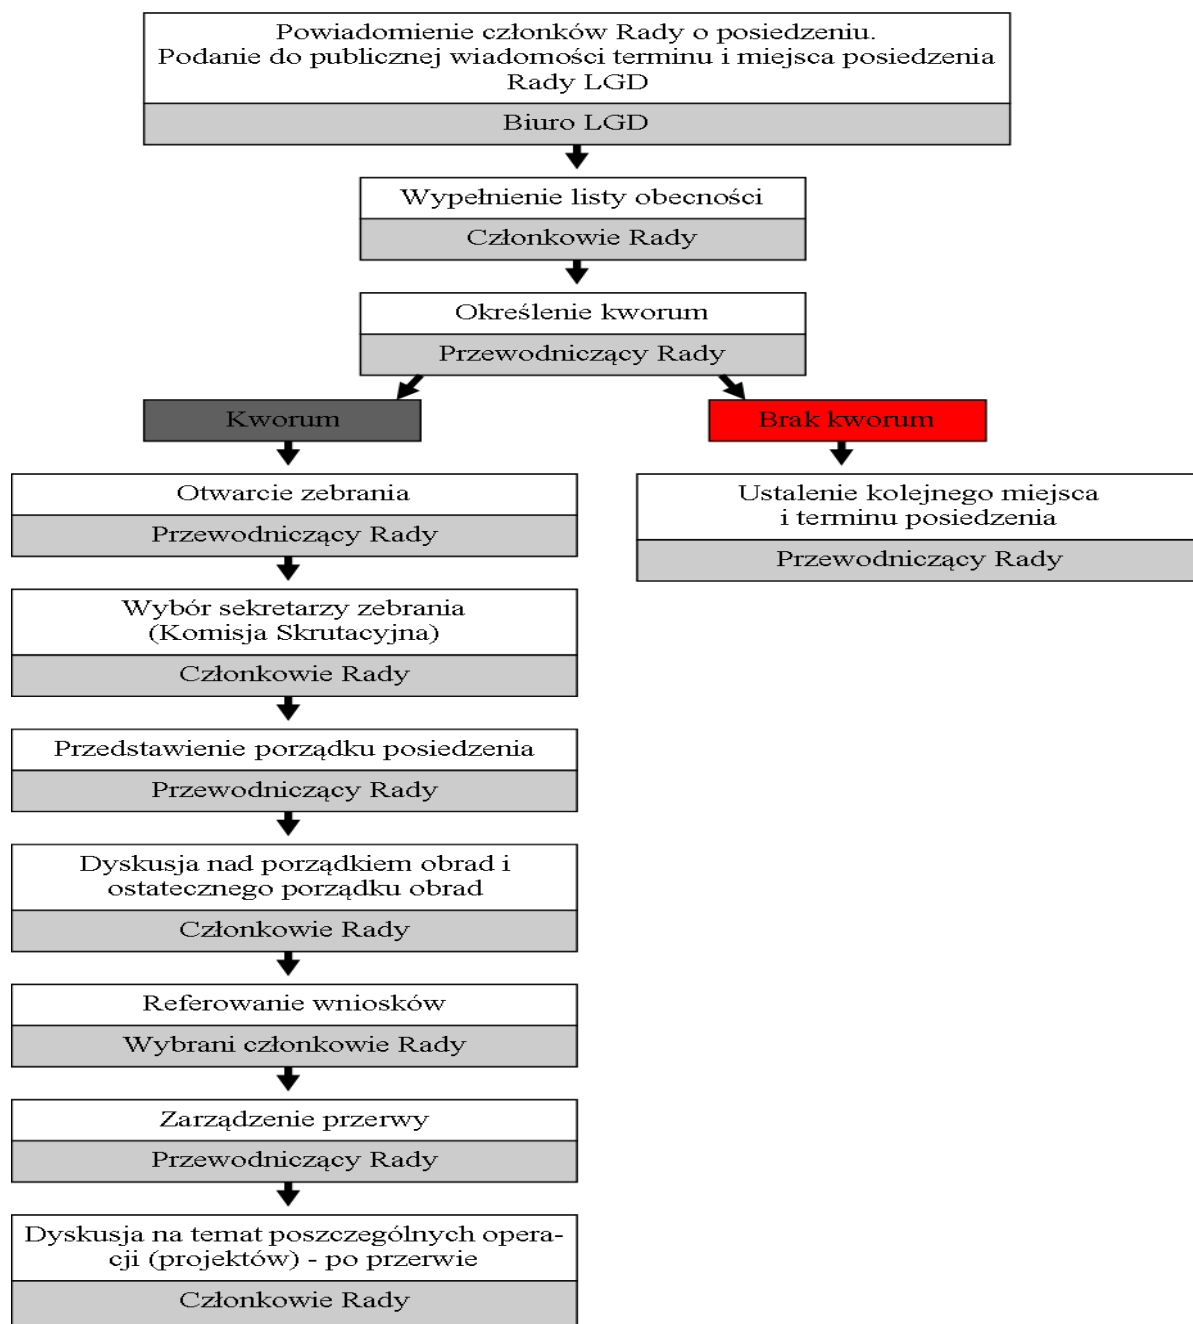 Powiadomienie członków Rady o posiedzeniu.
Podanie do publicznej wiadomości terminu i miejsca posiedzenia
Rady LGD
Biuro LGD
Wypełnienie listy obecności
Członkowie Rady
Określenie kworum
Przewodniczący Rady
Kworum
Brak kworum
Otwarcie zebrania
Przewodniczący Rady
Ustalenie kolejnego miejsca
i terminu posiedzenia
Przewodniczący Rady
Wybór sekretarzy zebrania
(Komisja Skrutacyjna)
Członkowie Rady
Przedstawienie porządku posiedzenia
Przewodniczący Rady
Dyskusja nad porządkiem obrad i
ostatecznego porządku obrad
Członkowie Rady
Referowanie wniosków
Wybrani członkowie Rady
Zarządzenie przerwy
Przewodniczący Rady
Dyskusja na temat poszczególnych opera-
cji (projektów) - po przerwie
Członkowie Rady